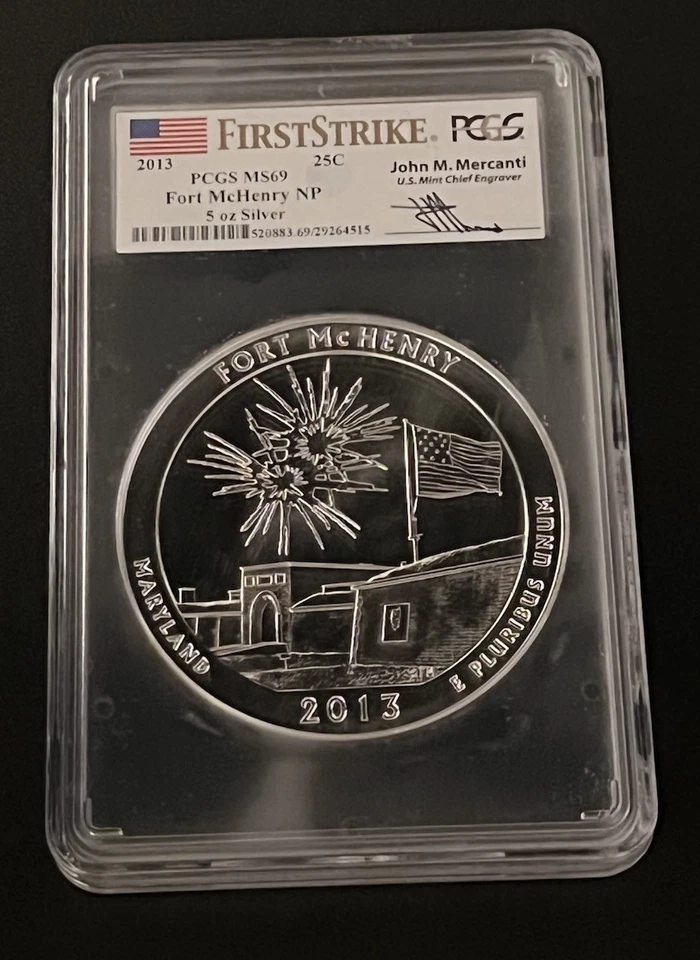 FIRSTSTRIKE® PCGS
2013 25C
PCGS MS69
Fort McHenry NP
5 oz Silver
520883.69/29264515
John M. Mercanti
U.S. Mint Chief Engraver
FORT McHENRY
MARYLAND
E PLURIBUS UNUM
2013